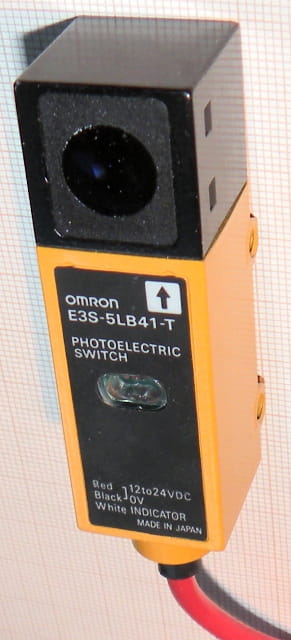 omron
E3S-5LB41-T
PHOTOELECTRIC
SWITCH
Red ]12to24VDC
Black]0V
White INDICATOR
MADE IN JAPAN